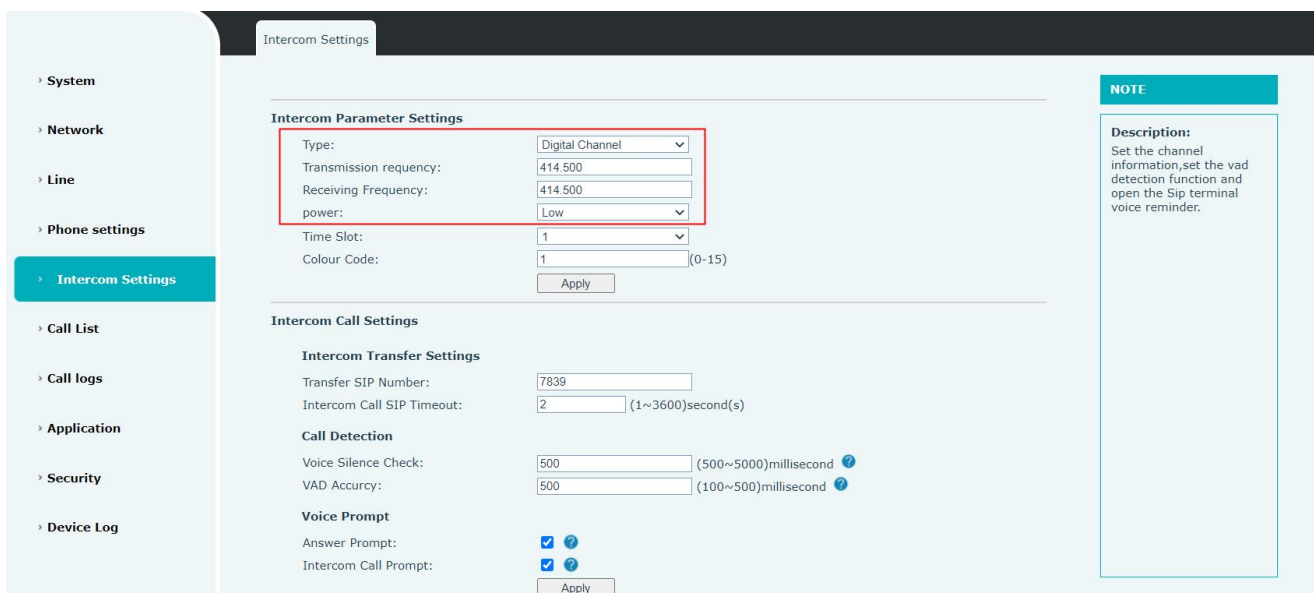 Intercom Settings
System
Network
Line
Phone settings
Intercom Settings
Call List
Call logs
Application
Security
Device Log
Intercom Parameter Settings
Type: Digital Channel
Transmission requency: 414.500
Receiving Frequency: 414.500
power: Low
Time Slot: 1
Colour Code: 1 (0-15)
Apply
Intercom Call Settings
Intercom Transfer Settings
Transfer SIP Number: 7839
Intercom Call SIP Timeout: 2 (1~3600)second(s)
Call Detection
Voice Silence Check: 500 (500~5000)millisecond ?
VAD Accurcy: 500 (100~500)millisecond ?
Voice Prompt
Answer Prompt: ?
Intercom Call Prompt: ?
Apply
NOTE
Description:
Set the channel
information,set the vad
detection function and
open the Sip terminal
voice reminder.